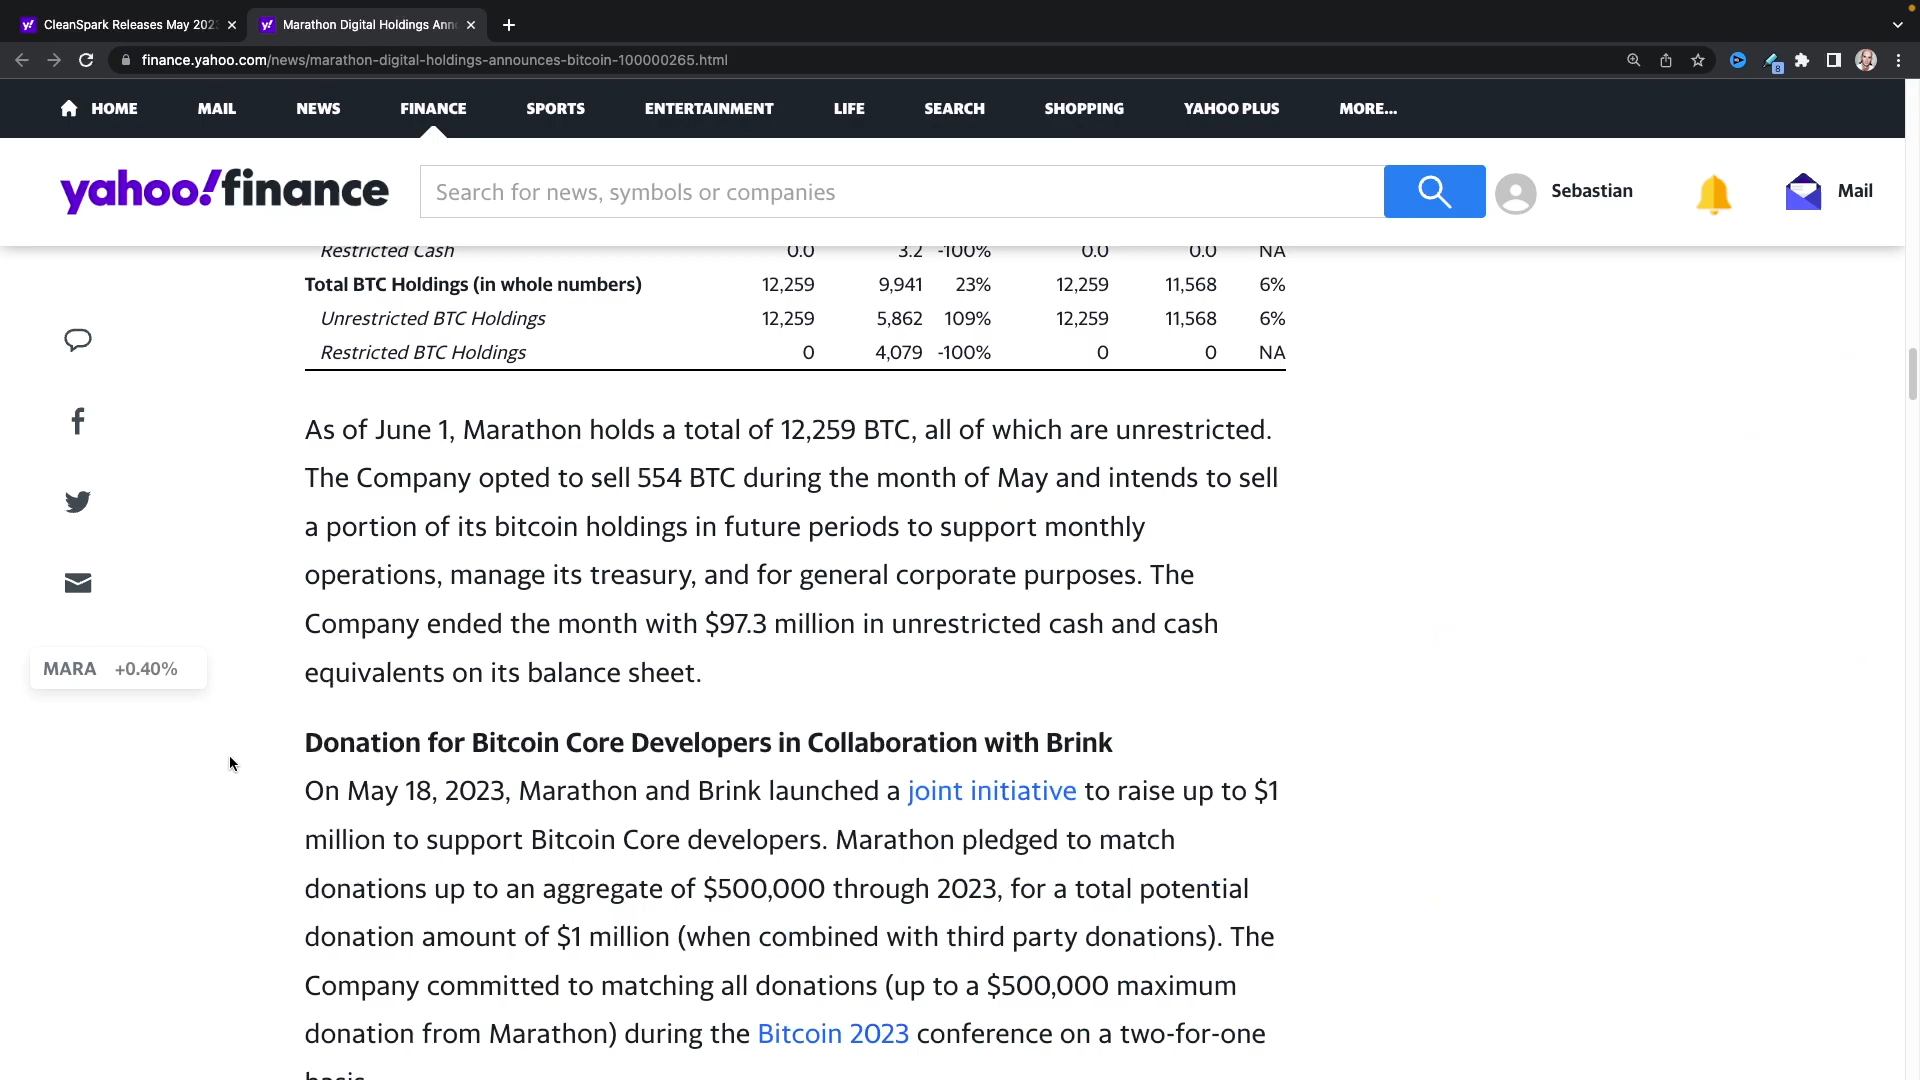 CleanSpark Releases May 202
Marathon Digital Holdings Ann
finance.yahoo.com/news/marathon-digital-holdings-announces-bitcoin-100000265.html
8
HOME MAIL NEWS FINANCE SPORTS ENTERTAINMENT LIFE SEARCH SHOPPING YAHOO PLUS MORE...
yahoo!finance Search for news, symbols or companies Sebastian Mail
Restricted Cash 0.0 3.2 -100% 0.0 0.0 NA
Total BTC Holdings (in whole numbers) 12,259 9,941 23% 12,259 11,568 6%
Unrestricted BTC Holdings 12,259 5,862 109% 12,259 11,568 6%
Restricted BTC Holdings 0 4,079 -100% 0 0 NA
As of June 1, Marathon holds a total of 12,259 BTC, all of which are unrestricted.
The Company opted to sell 554 BTC during the month of May and intends to sell
a portion of its bitcoin holdings in future periods to support monthly
operations, manage its treasury, and for general corporate purposes. The
Company ended the month with $97.3 million in unrestricted cash and cash
equivalents on its balance sheet.
MARA +0.40%
Donation for Bitcoin Core Developers in Collaboration with Brink
On May 18, 2023, Marathon and Brink launched a joint initiative to raise up to $1
million to support Bitcoin Core developers. Marathon pledged to match
donations up to an aggregate of $500,000 through 2023, for a total potential
donation amount of $1 million (when combined with third party donations). The
Company committed to matching all donations (up to a $500,000 maximum
donation from Marathon) during the Bitcoin 2023 conference on a two-for-one
basis.